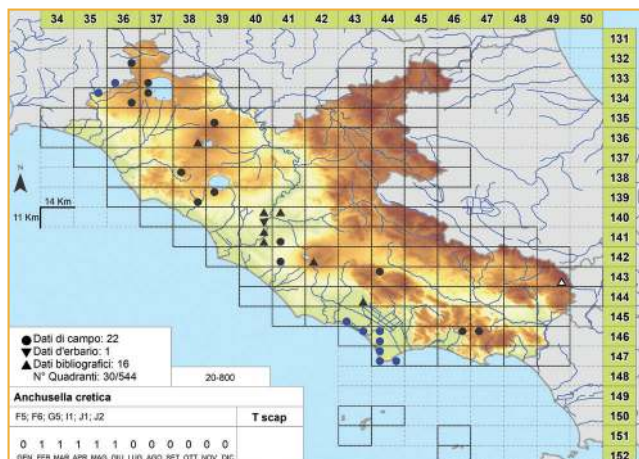 34 35 36 37 38 39 40 41 42 43 44 45 46 47 48 49 50
131
132
133
134
135
136
137
138
139
140
141
142
143
144
145
146
147
148
149
150
151
152
N
14 Km
11 Km
Dati di campo: 22
Dati d'erbario: 1
Dati bibliografici: 16
N° Quadranti: 30/544
20-800
Anchusella cretica
F5; F6; G5; I1; J1; J2
T scap
0 1 1 1 1 1 0 0 0 0 0 0
GEN FEB MAR APR MAG GIU LUG AGO SET OTT NOV DIC